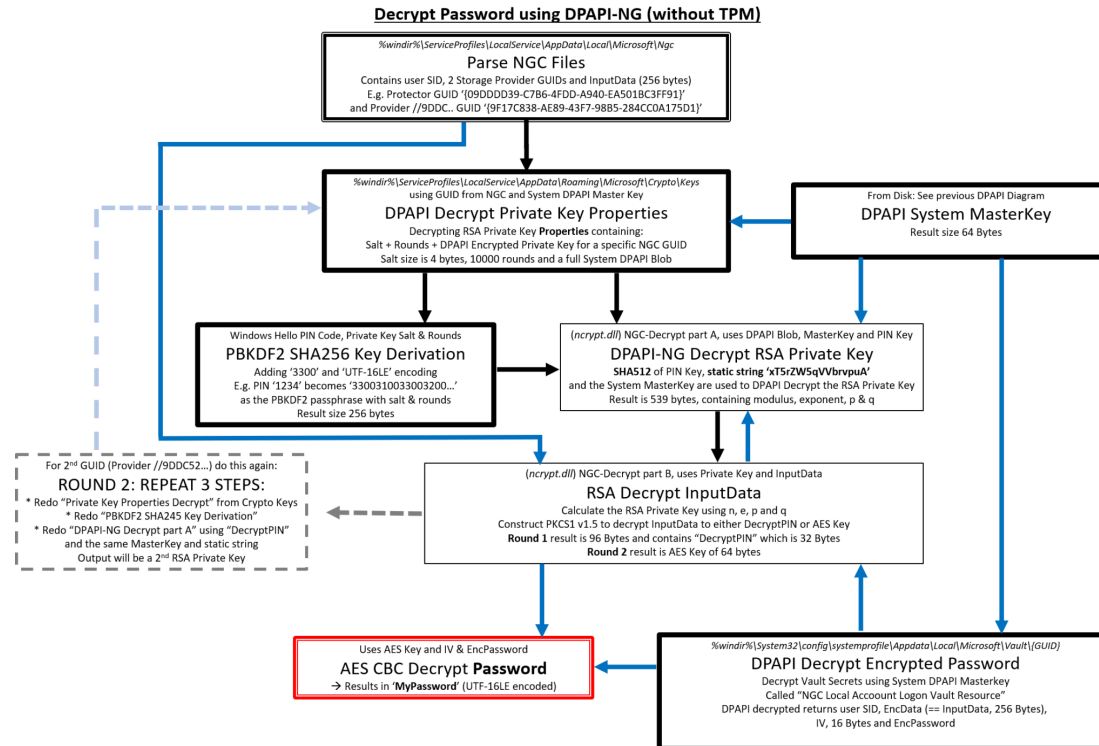 Decrypt Password using DPAPI-NG (without TPM)
%windir%\ServiceProfiles\LocalService\AppData\Local\Microsoft\Ngc
Parse NGC Files
Contains user SID, 2 Storage Provider GUIDs and InputData (256 bytes)
E.g. Protector GUID ‘{09DDDD39-C7B6-4FDD-A940-EA501BC3FF91}’
and Provider //9DDC.. GUID ‘{9F17C838-AE89-43F7-98B5-284CC0A175D1}’
%windir%\ServiceProfiles\LocalService\AppData\Roaming\Microsoft\Crypto\Keys
using GUID from NGC and System DPAPI Master Key
DPAPI Decrypt Private Key Properties
Decrypting RSA Private Key Properties containing:
Salt + Rounds + DPAPI Encrypted Private Key for a specific NGC GUID
Salt size is 4 bytes, 10000 rounds and a full System DPAPI Blob
From Disk: See previous DPAPI Diagram
DPAPI System MasterKey
Result size 64 Bytes
Windows Hello PIN Code, Private Key Salt & Rounds
PBKDF2 SHA256 Key Derivation
Adding ‘3300’ and ‘UTF-16LE’ encoding
E.g. PIN ‘1234’ becomes ‘3300310033003200…’
as the PBKDF2 passphrase with salt & rounds
Result size 256 bytes
(ncrypt.dll) NGC-Decrypt part A, uses DPAPI Blob, MasterKey and PIN Key
DPAPI-NG Decrypt RSA Private Key
SHA512 of PIN Key, static string ‘xT5rZW5qVVbrvpuA’
and the System MasterKey are used to DPAPI Decrypt the RSA Private Key
Result is 539 bytes, containing modulus, exponent, p & q
For 2nd GUID (Provider //9DDC52…) do this again:
ROUND 2: REPEAT 3 STEPS:
* Redo “Private Key Properties Decrypt” from Crypto Keys
* Redo “PBKDF2 SHA245 Key Derivation”
* Redo “DPAPI-NG Decrypt part A” using “DecryptPIN”
and the same MasterKey and static string
Output will be a 2nd RSA Private Key
(ncrypt.dll) NGC-Decrypt part B, uses Private Key and InputData
RSA Decrypt InputData
Calculate the RSA Private Key using n, e, p and q
Construct PKCS1 v1.5 to decrypt InputData to either DecryptPIN or AES Key
Round 1 result is 96 Bytes and contains “DecryptPIN” which is 32 Bytes
Round 2 result is AES Key of 64 bytes
Uses AES Key and IV & EncPassword
AES CBC Decrypt Password
→ Results in ‘MyPassword’ (UTF-16LE encoded)
%windir%\System32\config\systemprofile\Appdata\Local\Microsoft\Vault\{GUID}
DPAPI Decrypt Encrypted Password
Decrypt Vault Secrets using System DPAPI Masterkey
Called “NGC Local Accoount Logon Vault Resource”
DPAPI decrypted returns user SID, EncData (== InputData, 256 Bytes),
IV, 16 Bytes and EncPassword